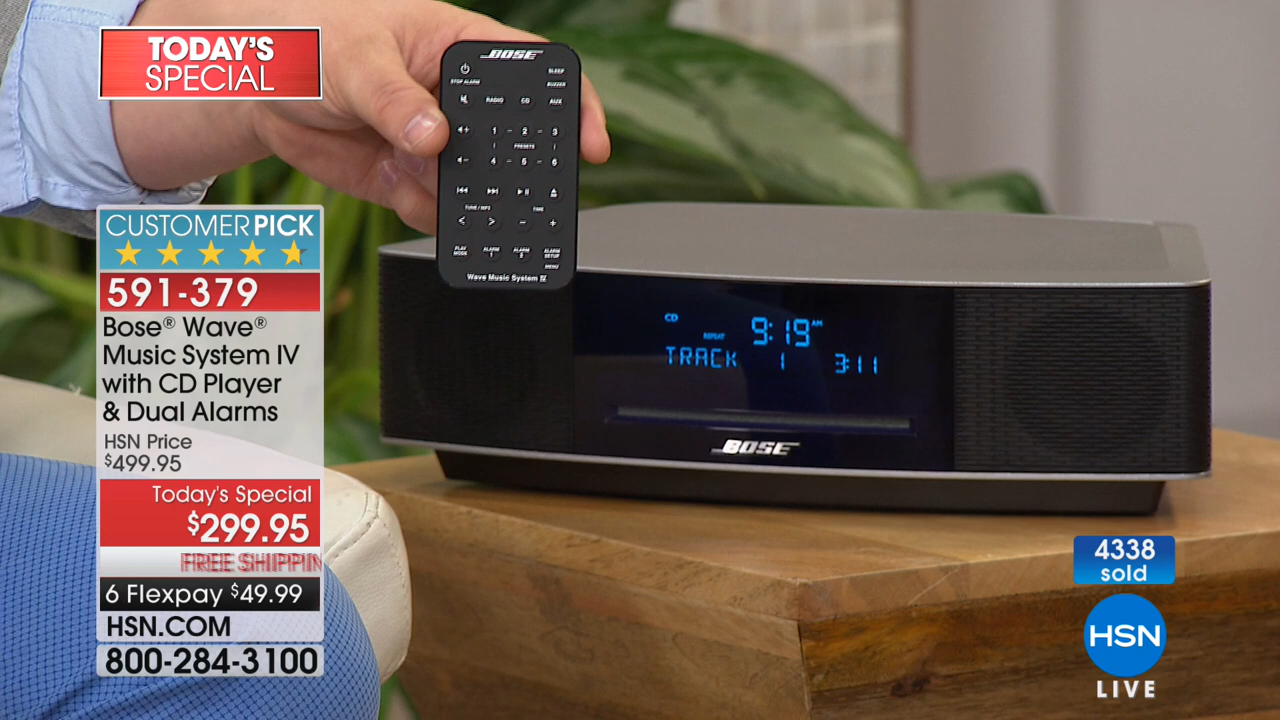 TODAY'S
SPECIAL
CUSTOMER PICK
591-379
Bose® Wave®
Music System IV
with CD Player
& Dual Alarms
HSN Price
$499.95
Today's Special
$299.95
FREE SHIPPIN
6 Flexpay $49.99
HSN.COM
800-284-3100
BOSE
SLEEP
STOP ALARM
BUZZER
RADIO CD AUX
1 - 2 - 3
PRESETS
4 - 5 - 6
TUNE / MP3 TIME
< > - +
PLAY MODE ALARM 1 ALARM 2 ALARM SETUP
MENU
Wave Music System IV
CD
REPEAT 9:19 AM
TRACK 1 3:11
BOSE
4338
sold
HSN
LIVE